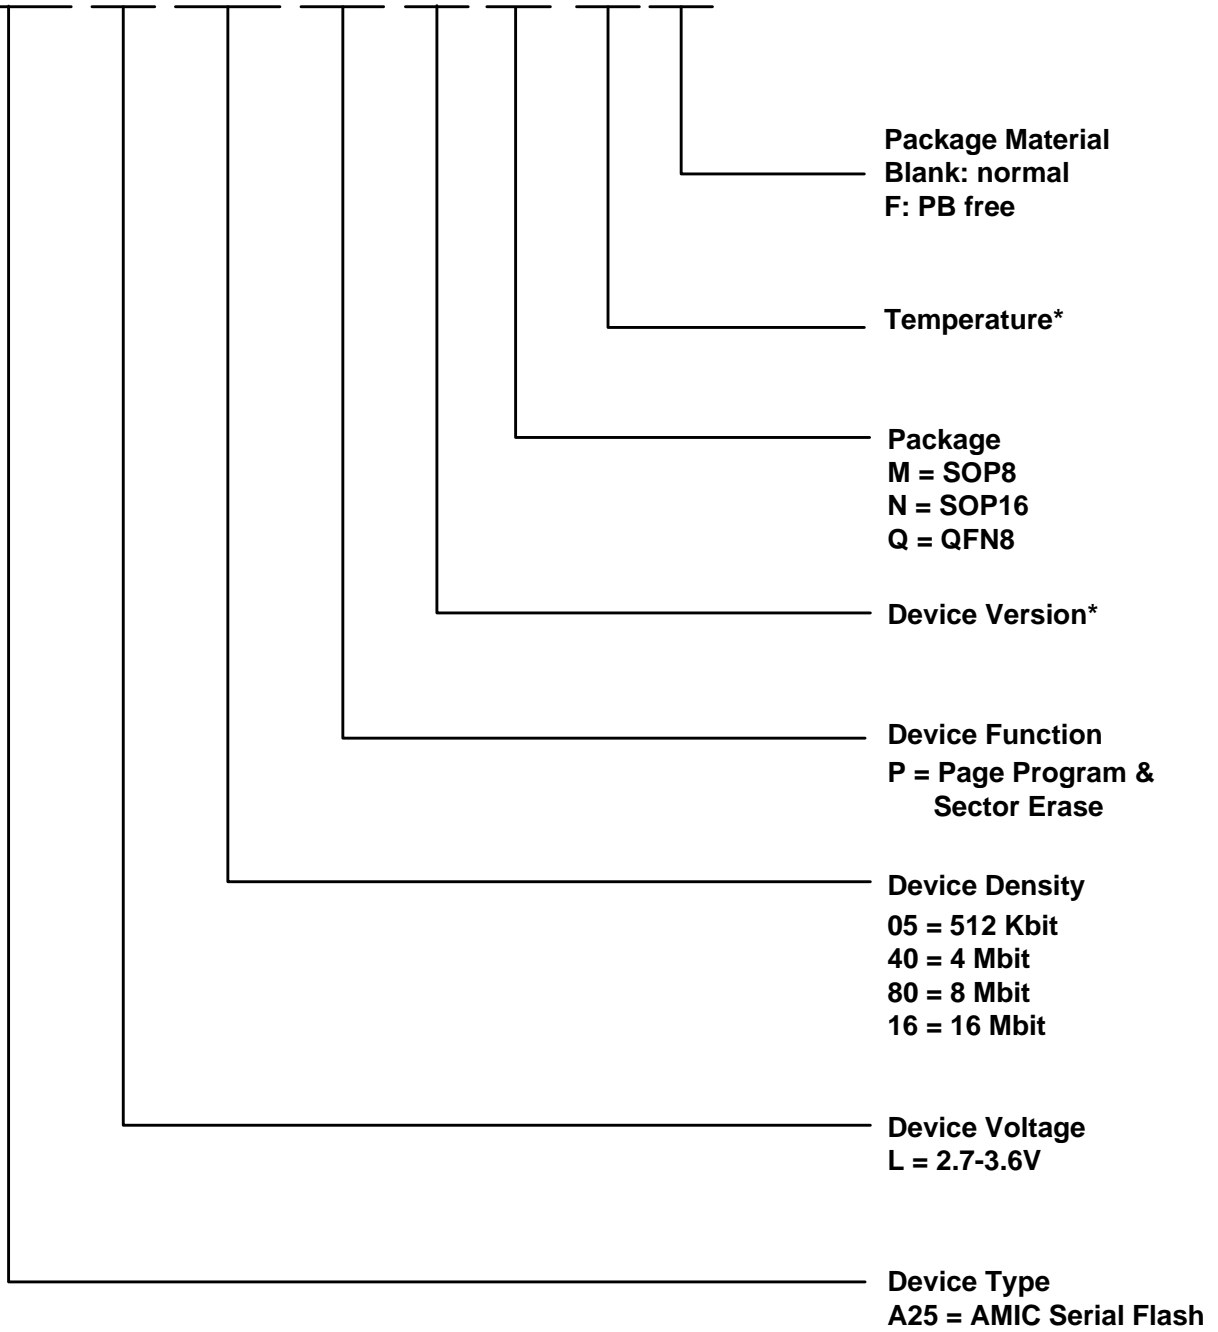 Package Material
Blank: normal
F: PB free
Temperature*
Package
M = SOP8
N = SOP16
Q = QFN8
Device Version*
Device Function
P = Page Program &
Sector Erase
Device Density
05 = 512 Kbit
40 = 4 Mbit
80 = 8 Mbit
16 = 16 Mbit
Device Voltage
L = 2.7-3.6V
Device Type
A25 = AMIC Serial Flash